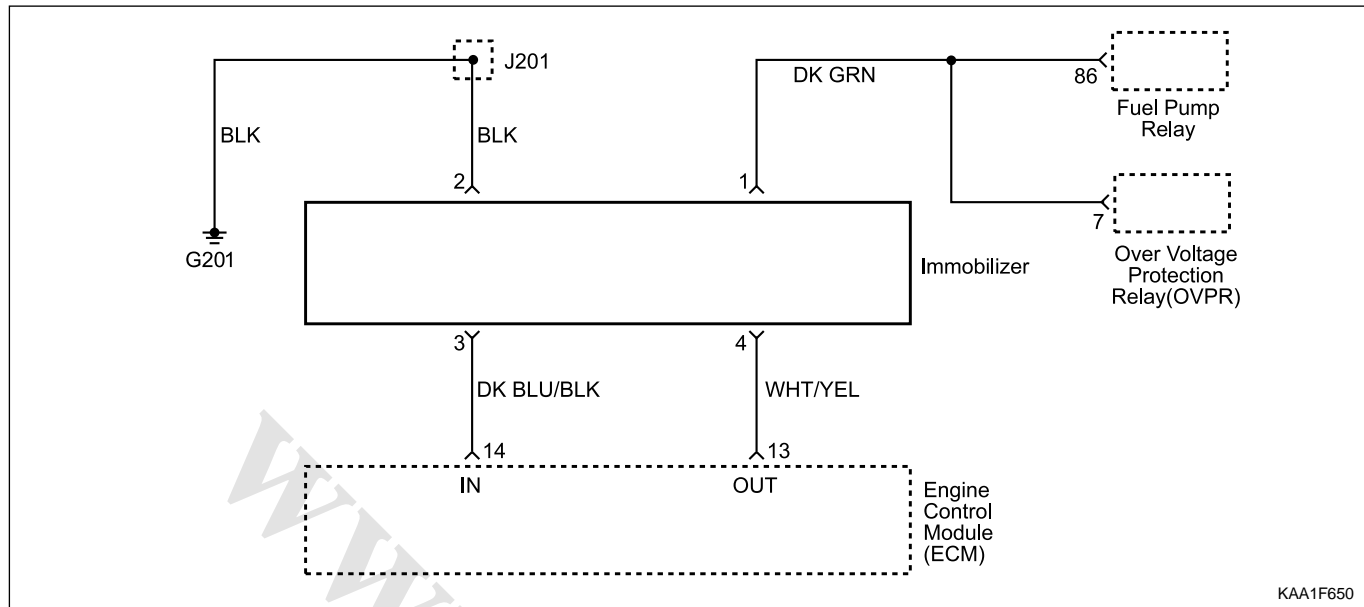 J201
DK GRN
86
Fuel Pump
Relay
BLK
BLK
2
1
7
G201
Immobilizer
Over Voltage
Protection
Relay(OVPR)
3
4
DK BLU/BLK
WHT/YEL
14
13
IN
OUT
Engine
Control
Module
(ECM)
KAA1F650